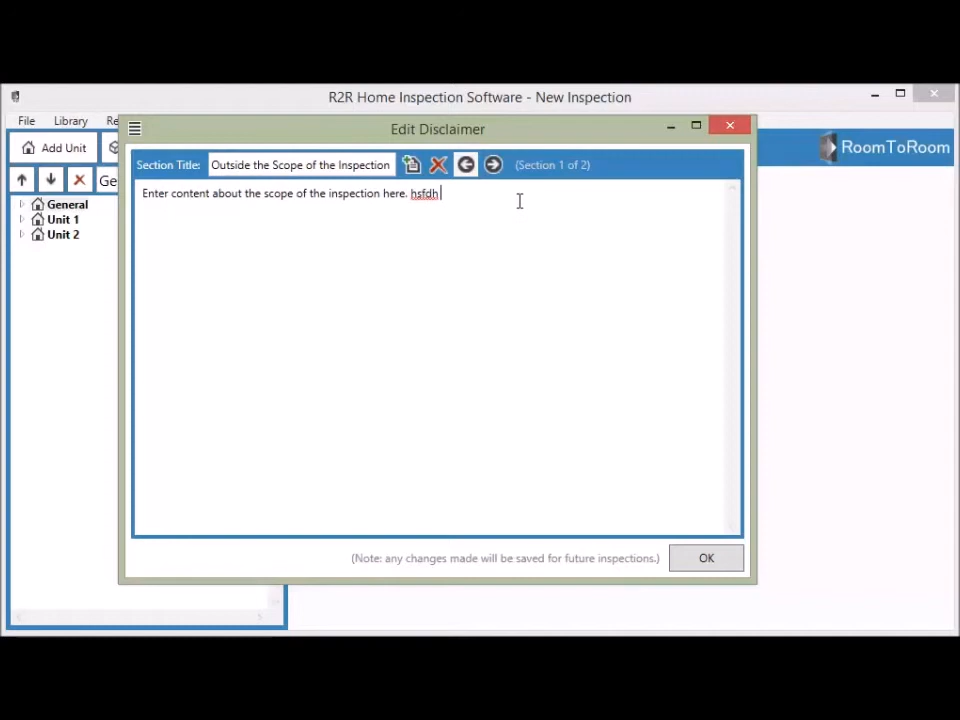 R2R Home Inspection Software - New Inspection
File Library Re
Edit Disclaimer
Add Unit
RoomToRoom
Section Title: Outside the Scope of the Inspection (Section 1 of 2)
Ge
Enter content about the scope of the inspection here. hsfdh
General
Unit 1
Unit 2
(Note: any changes made will be saved for future inspections.) OK